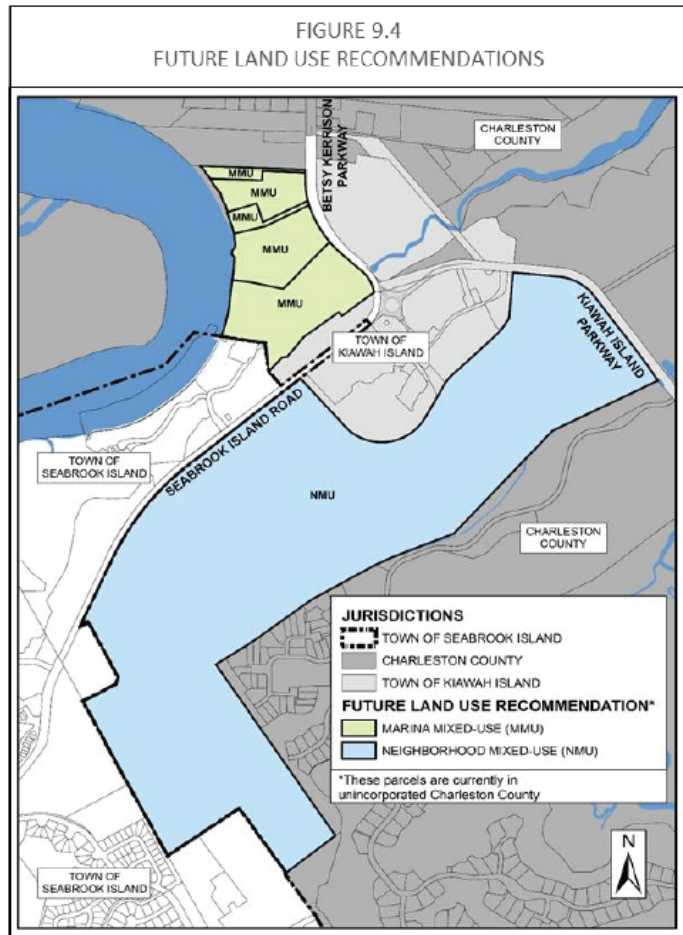 FIGURE 9.4
FUTURE LAND USE RECOMMENDATIONS
CHARLESTON
COUNTY
BETSY KERRISON
PARKWAY
MMU
MMU
MMU
MMU
MMU
KIAWAH ISLAND
PARKWAY
TOWN OF
KIAWAH ISLAND
SEABROOK ISLAND ROAD
TOWN OF
SEABROOK ISLAND
NMU
CHARLESTON
COUNTY
JURISDICTIONS
TOWN OF SEABROOK ISLAND
CHARLESTON COUNTY
TOWN OF KIAWAH ISLAND
FUTURE LAND USE RECOMMENDATION*
MARINA MIXED-USE (MMU)
NEIGHBORHOOD MIXED-USE (NMU)
*These parcels are currently in
unincorporated Charleston County
N
TOWN OF
SEABROOK ISLAND